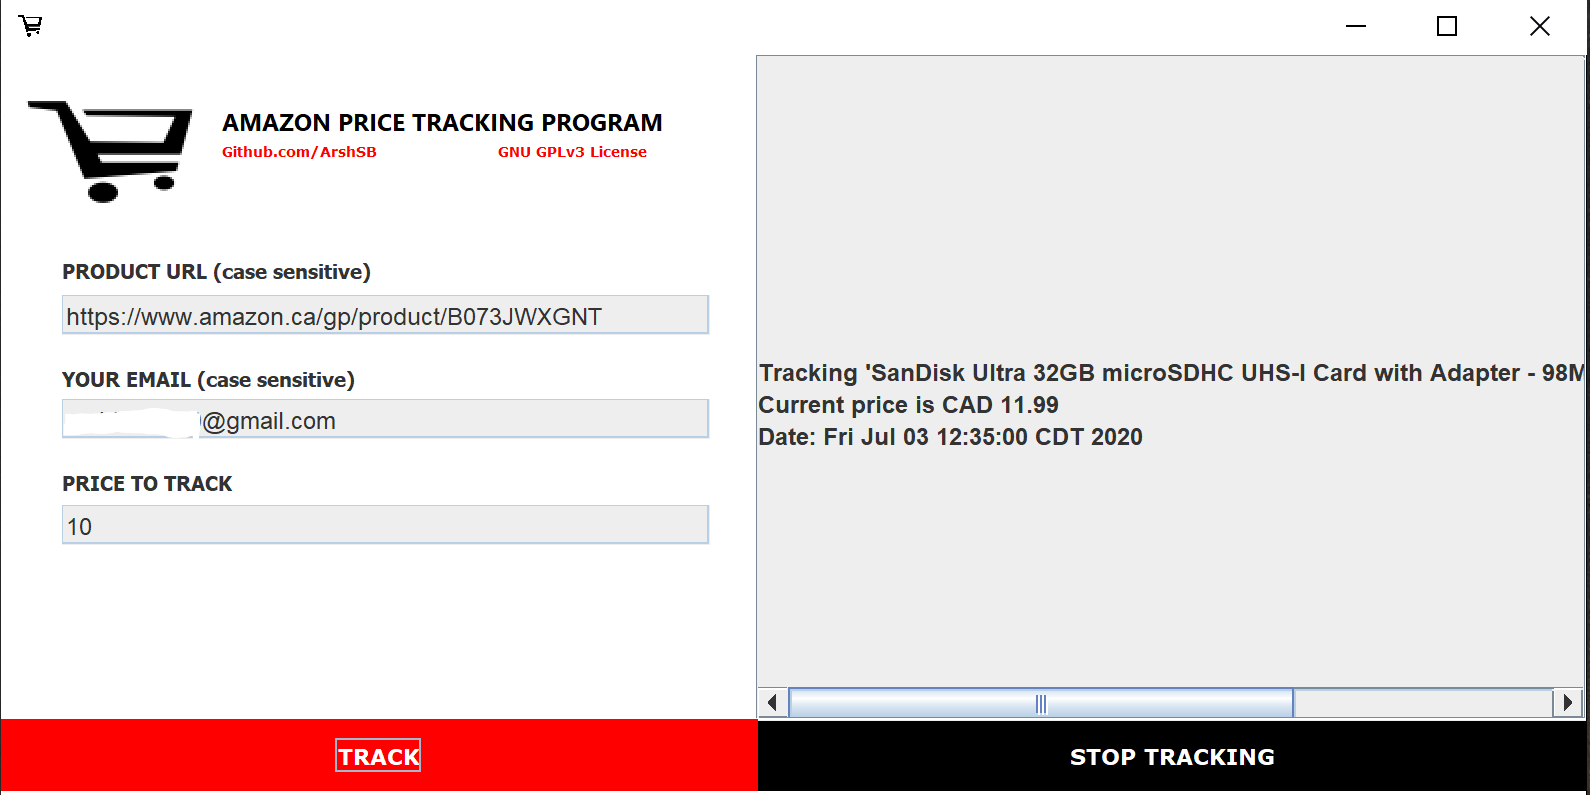 AMAZON PRICE TRACKING PROGRAM
Github.com/ArshSB GNU GPLv3 License
PRODUCT URL (case sensitive)
https://www.amazon.ca/gp/product/B073JWXGNT
YOUR EMAIL (case sensitive)
@gmail.com
PRICE TO TRACK
10
TRACK
Tracking 'SanDisk Ultra 32GB microSDHC UHS-I Card with Adapter - 98M
Current price is CAD 11.99
Date: Fri Jul 03 12:35:00 CDT 2020
STOP TRACKING